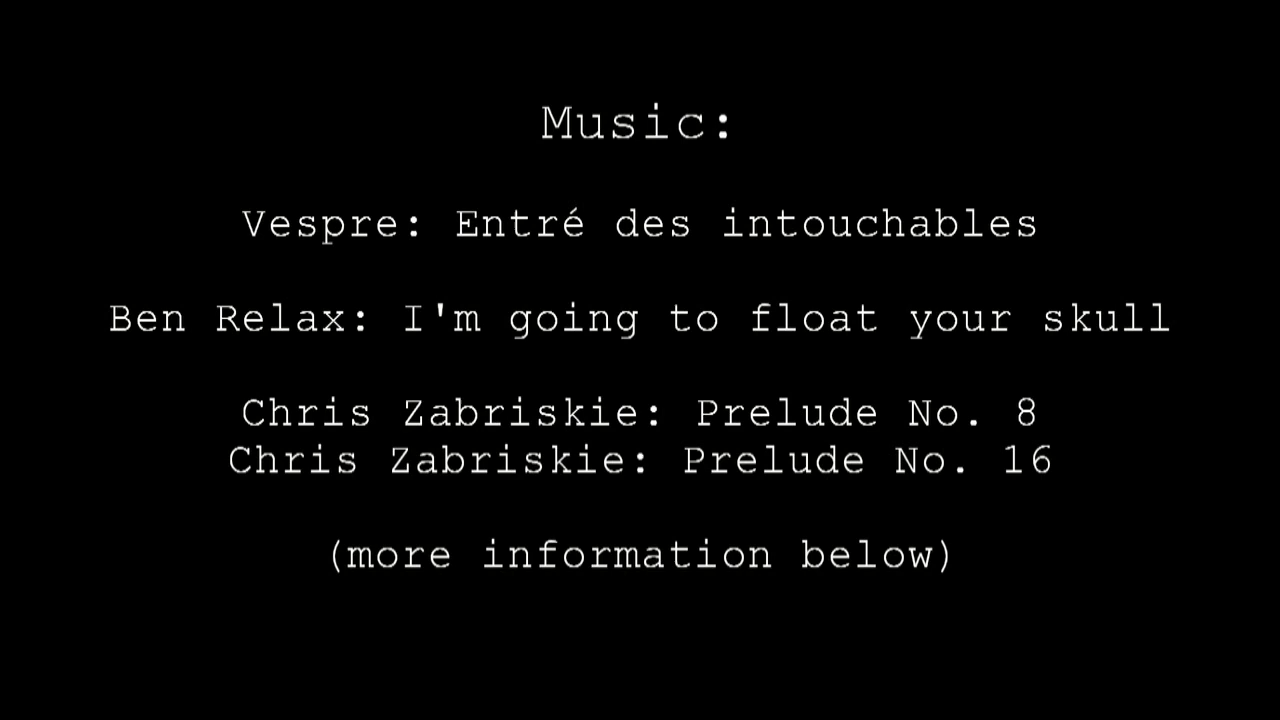 Music:
Vespre: Entré des intouchables
Ben Relax: I'm going to float your skull
Chris Zabriskie: Prelude No. 8
Chris Zabriskie: Prelude No. 16
(more information below)